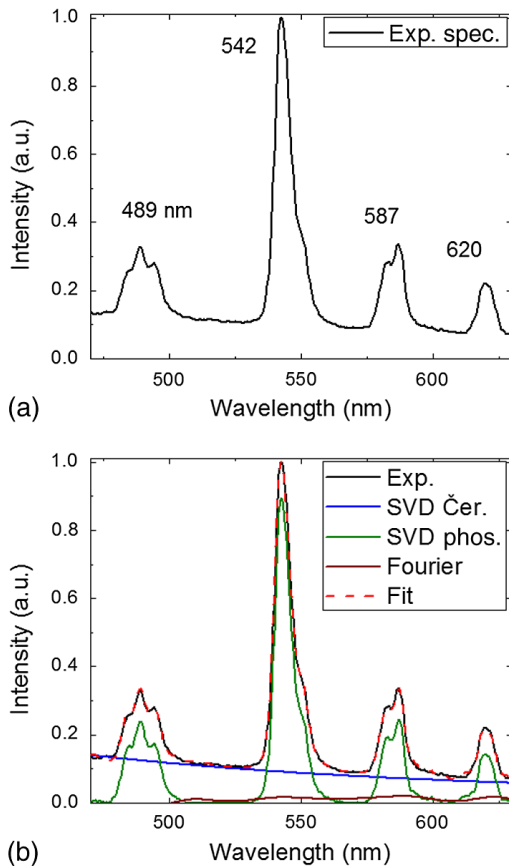 Exp. spec.
542
489 nm
587
620
Intensity (a.u.)
1.0
0.8
0.6
0.4
0.2
0.0
500
550
600
Wavelength (nm)
(a)
Exp.
SVD Čer.
SVD phos.
Fourier
Fit
Intensity (a.u.)
1.0
0.8
0.6
0.4
0.2
0.0
500
550
600
Wavelength (nm)
(b)